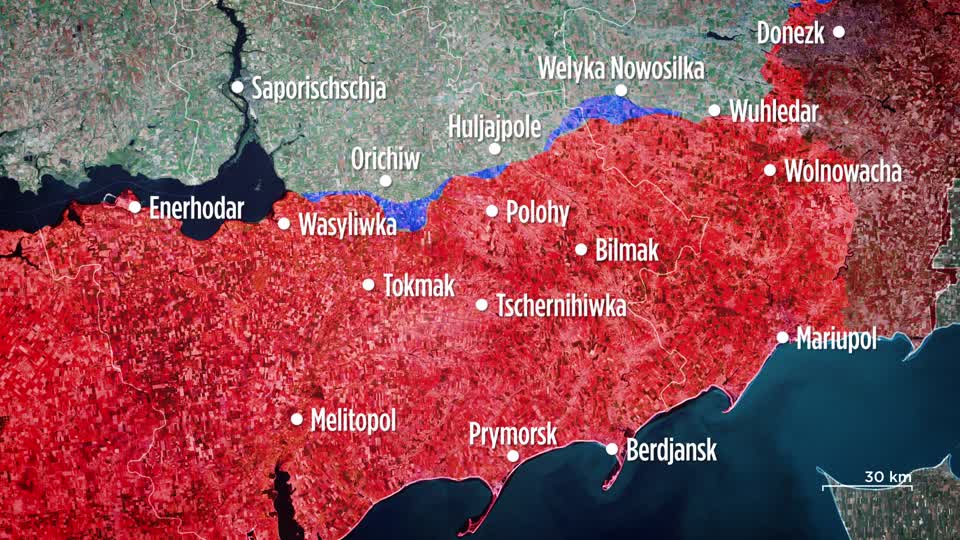 Donezk
Welyka Nowosilka
Saporischschja
Wuhledar
Huljajpole
Orichiw
Wolnowacha
Enerhodar
Polohy
Wasyliwka
Bilmak
Tokmak
Tschernihiwka
Mariupol
Melitopol
Prymorsk
Berdjansk
30 km